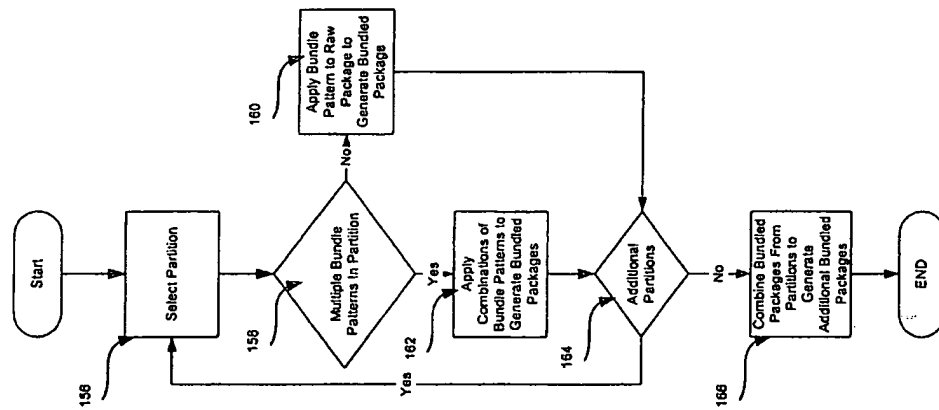 Start
156
Select Partition
158
Multiple Bundle
Patterns In Partition
No
160
Apply Bundle
Pattern to Raw
Package to
Generate Bundled
Package
Yes
162
Apply
Combinations of
Bundle Patterns to
Generate Bundled
Packages
164
Additional
Partitions
Yes
No
166
Combine Bundled
Packages From
Partitions to
Generate
Additional Bundled
Packages
END